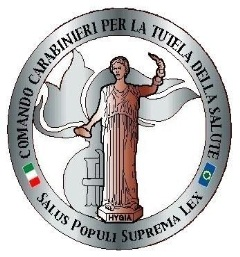 COMANDO CARABINIERI PER LA TUTELA DELLA SALUTE
HYGIA
SALUS POPULI SUPREMA LEX